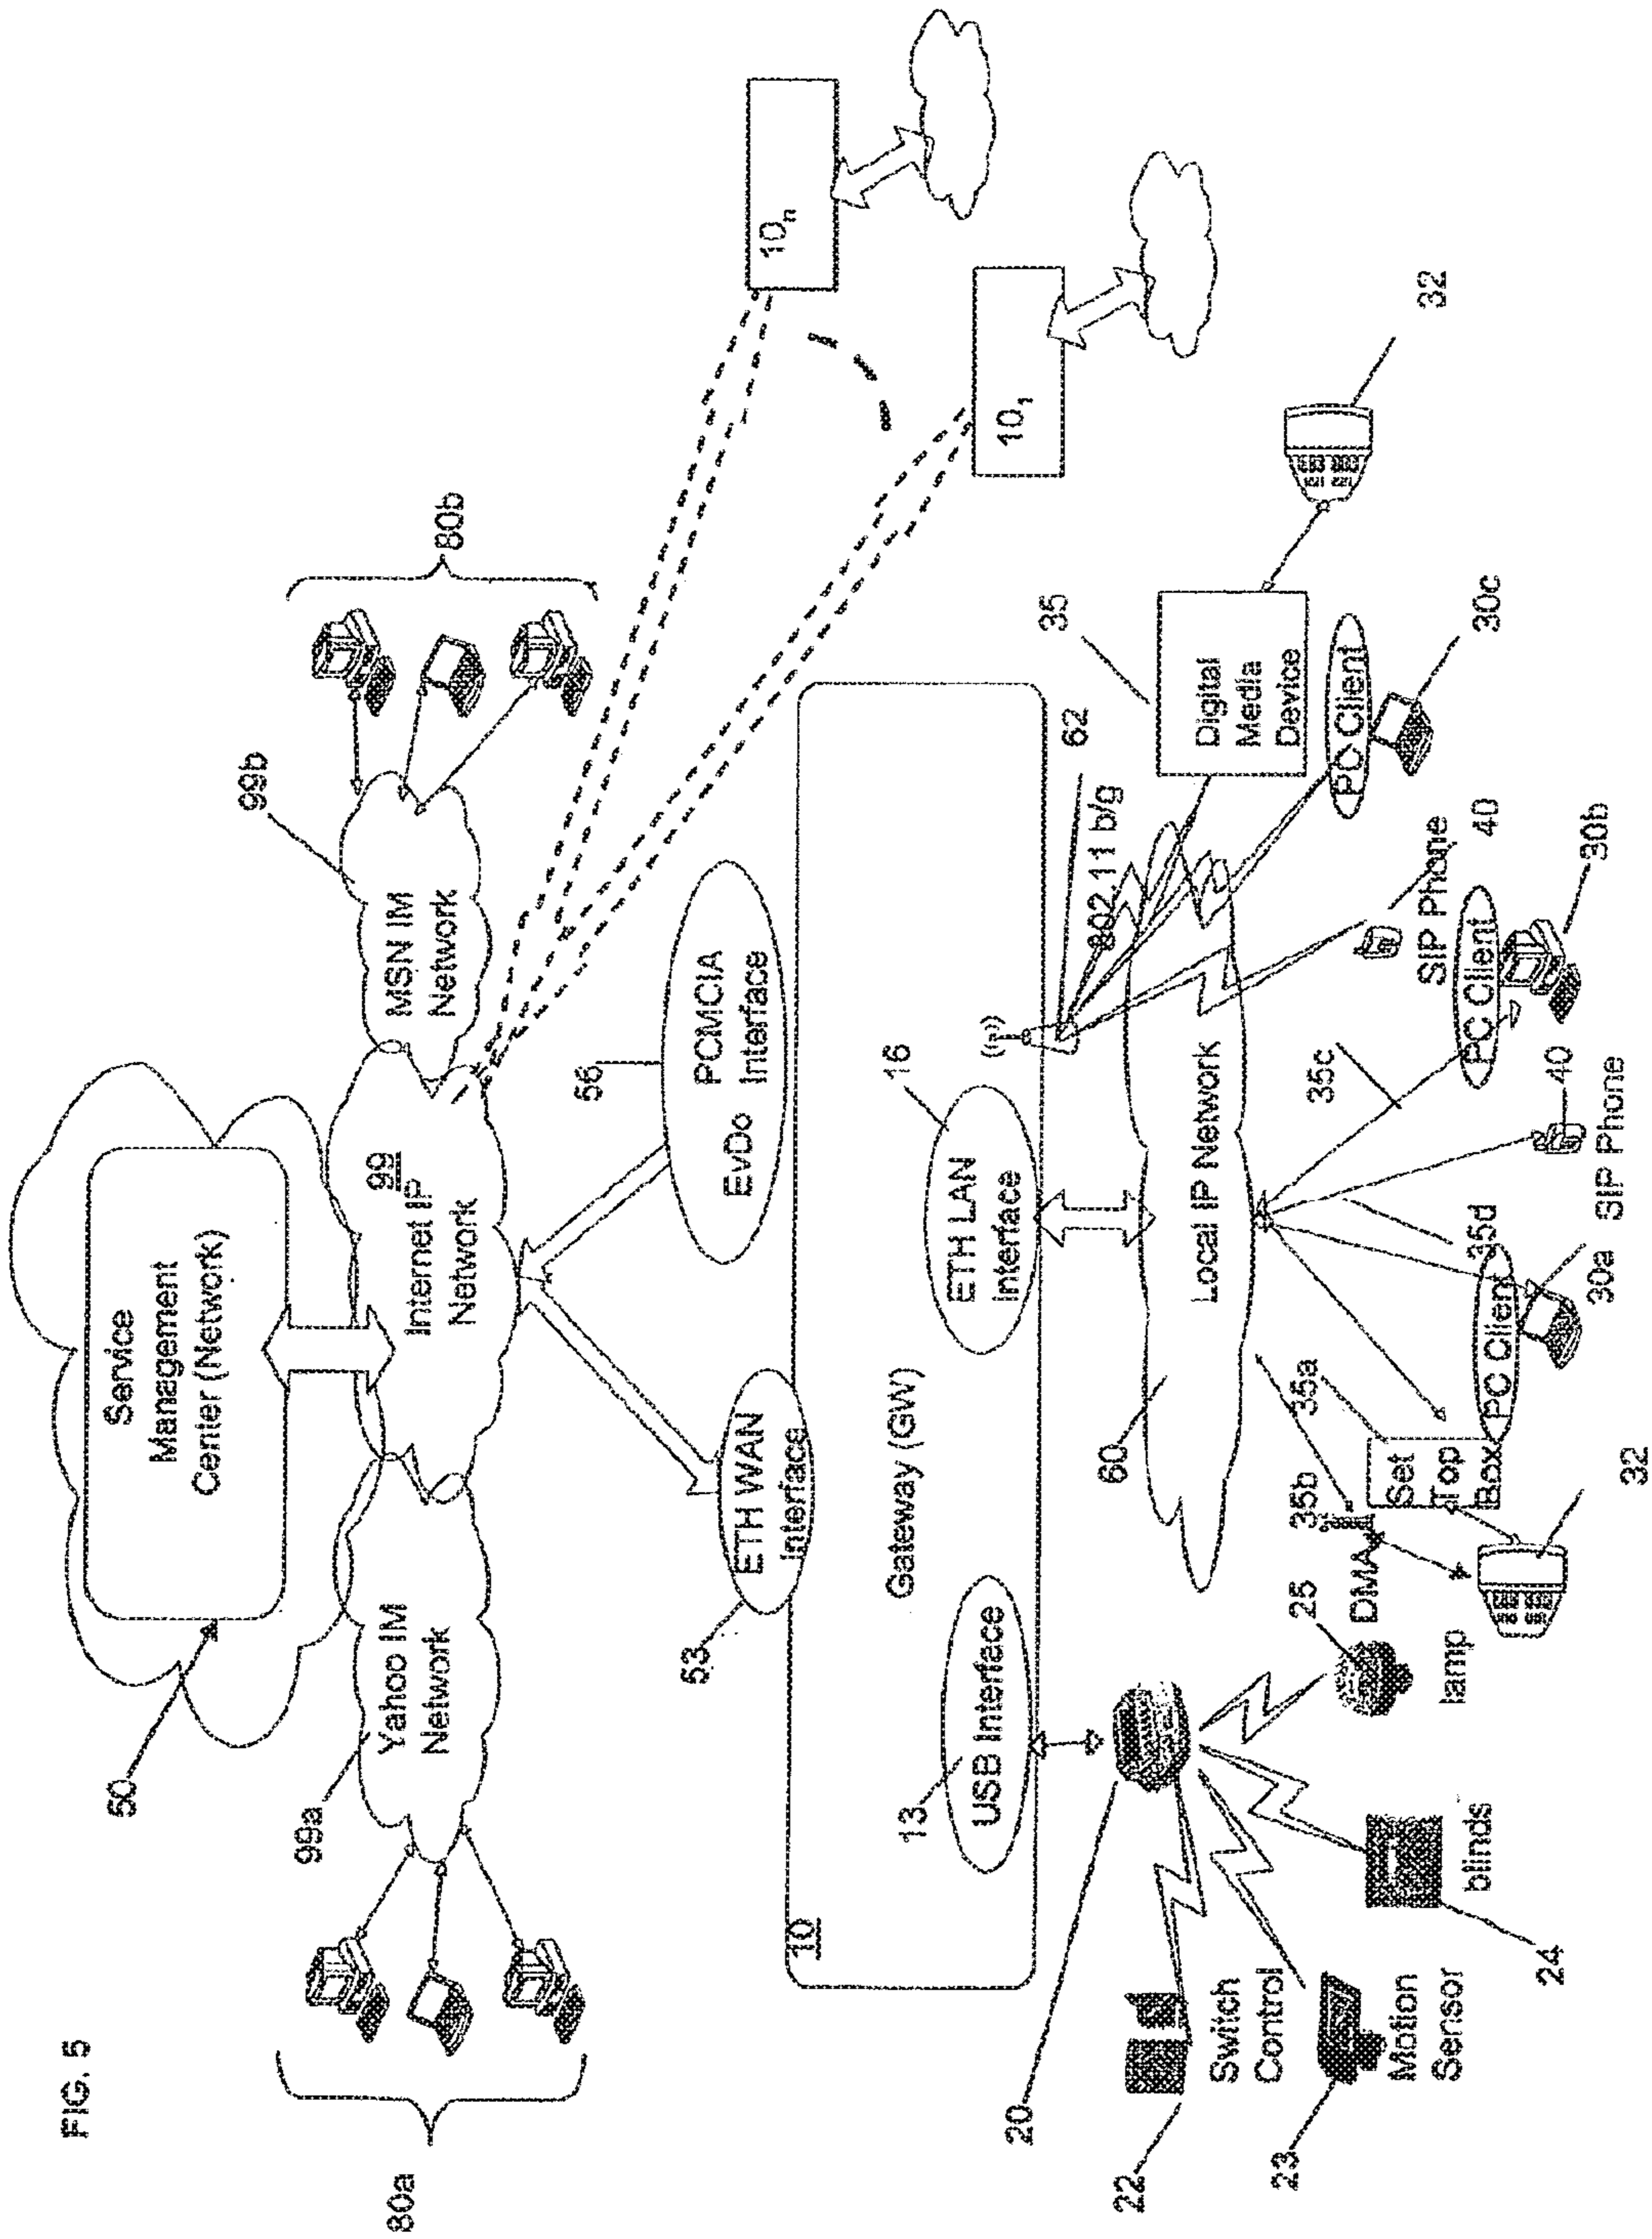 FIG. 5
50
Service
Management
Center (Network)
80a
99a
Yahoo IM
Network
99
Internet IP
Network
99b
MSN IM
Network
80b
53
ETH WAN
Interface
56
PCMCIA
EvDo Interface
10
Gateway (GW)
13
USB Interface
16
ETH LAN
Interface
62
802.11 b/g
10n
101
60
Local IP Network
20
22
Switch
Control
23
Motion
Sensor
24
blinds
25
lamp
DMA
35b
35a
Set
Top
Box
32
PC Client
30a
35d
SIP Phone
40
35c
PC Client
30b
SIP Phone
40
35
Digital
Media
Device
PC Client
30c
32